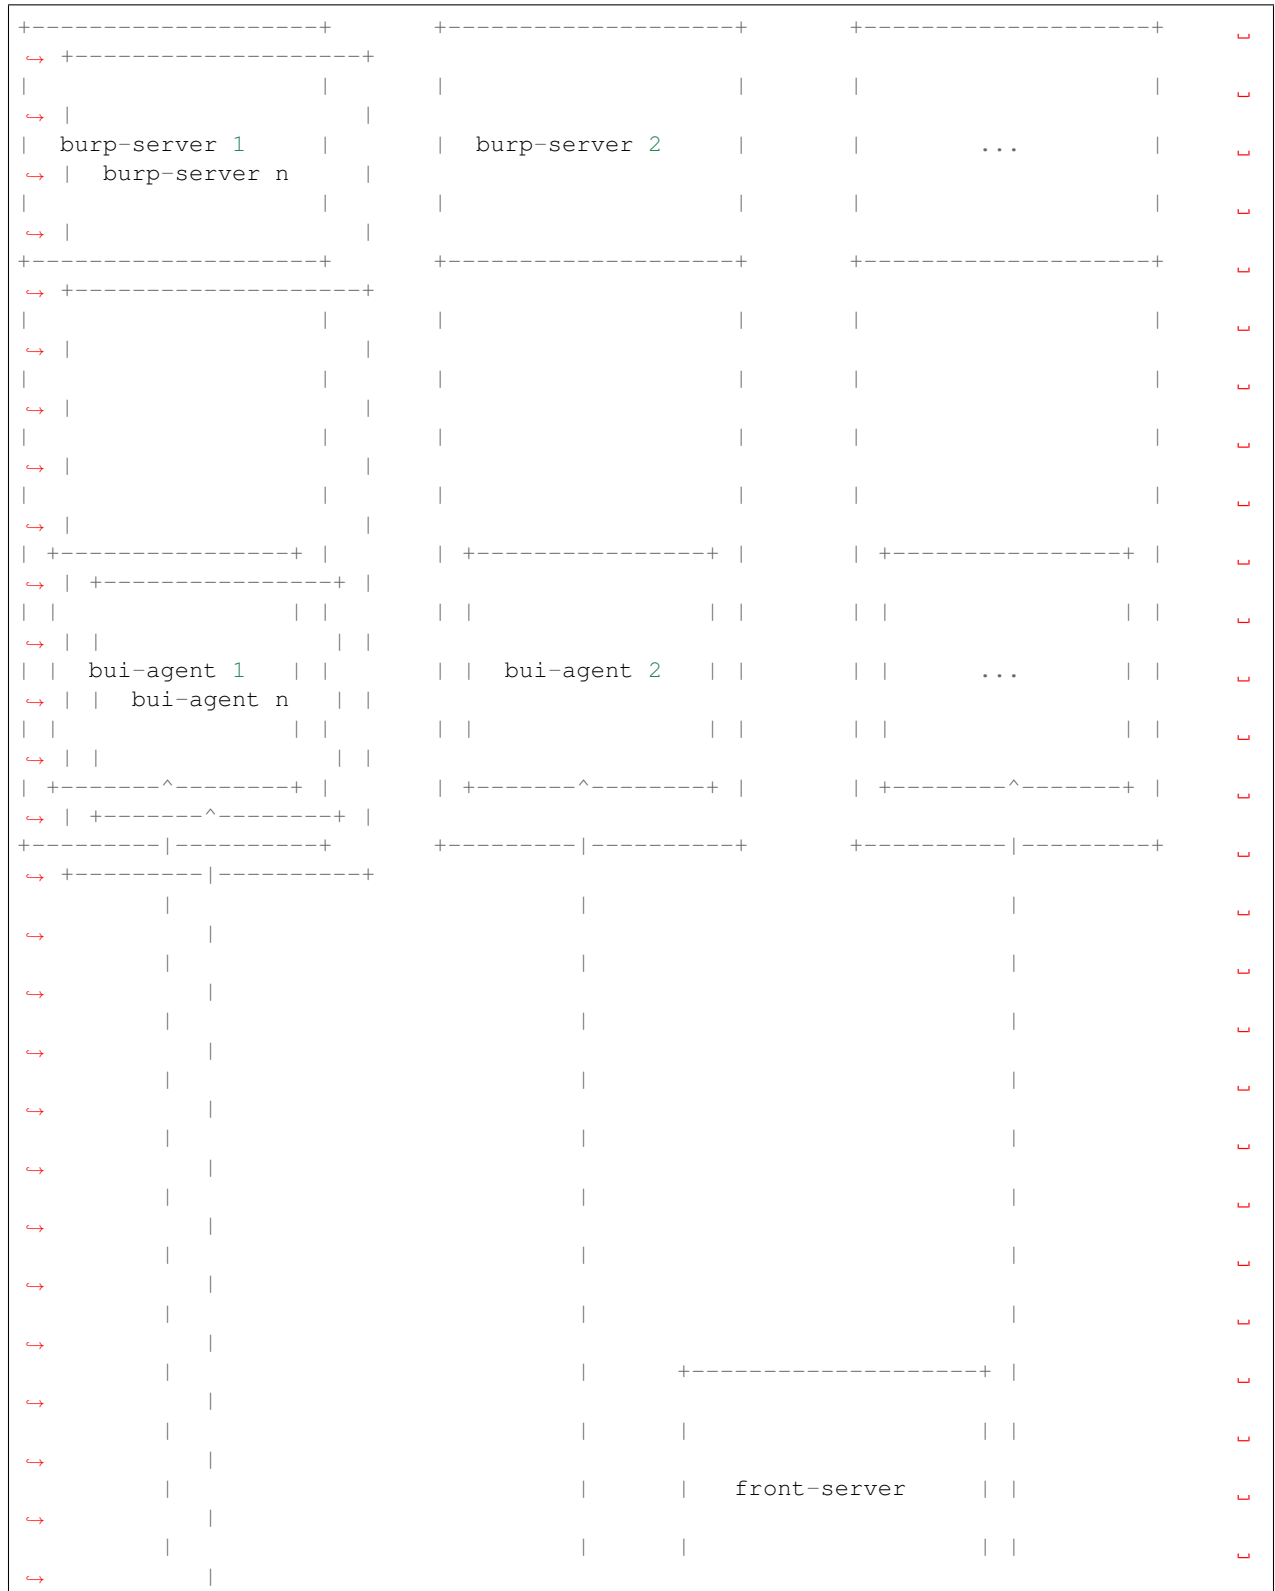 +--------------------+       +--------------------+       +--------------------+     ␣
↪ +--------------------+
|                    |       |                    |       |                    |     ␣
↪ |                    |
|  burp-server 1     |       |  burp-server 2     |       |        ...         |     ␣
↪ |  burp-server n     |
|                    |       |                    |       |                    |     ␣
↪ |                    |
+--------------------+       +--------------------+       +--------------------+     ␣
↪ +--------------------+
|                    |       |                    |       |                    |     ␣
↪ |                    |
|                    |       |                    |       |                    |     ␣
↪ |                    |
|                    |       |                    |       |                    |     ␣
↪ |                    |
|                    |       |                    |       |                    |     ␣
↪ |                    |
| +----------------+ |       | +----------------+ |       | +----------------+ |     ␣
↪ | +----------------+ |
| |                | |       | |                | |       | |                | |     ␣
↪ | |                | |
| |  bui-agent 1   | |       | |  bui-agent 2   | |       | |      ...       | |     ␣
↪ | |  bui-agent n   | |
| |                | |       | |                | |       | |                | |     ␣
↪ | |                | |
| +-------^--------+ |       | +-------^--------+ |       | +--------^-------+ |     ␣
↪ | +-------^--------+ |
+---------|----------+       +---------|----------+       +----------|---------+     ␣
↪ +---------|----------+
          |                            |                             |               ␣
↪           |
          |                            |                             |               ␣
↪           |
          |                            |                             |               ␣
↪           |
          |                            |                             |               ␣
↪           |
          |                            |                             |               ␣
↪           |
          |                            |                             |               ␣
↪           |
          |                            |                             |               ␣
↪           |
          |                            |                             |               ␣
↪           |
          |                            |      +--------------------+ |               ␣
↪           |
          |                            |      |                    | |               ␣
↪           |
          |                            |      |   front-server     | |               ␣
↪           |
          |                            |      |                    | |               ␣
↪           |